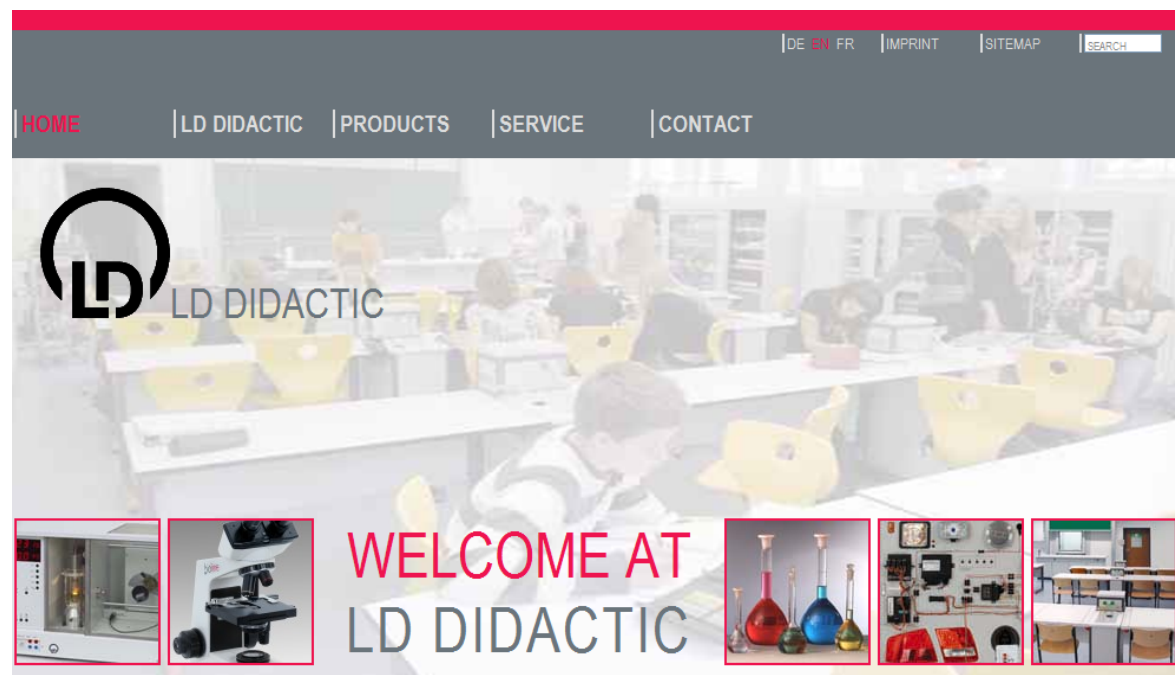 DE EN FR IMPRINT SITEMAP SEARCH
HOME LD DIDACTIC PRODUCTS SERVICE CONTACT
LD
LD DIDACTIC
WELCOME AT
LD DIDACTIC